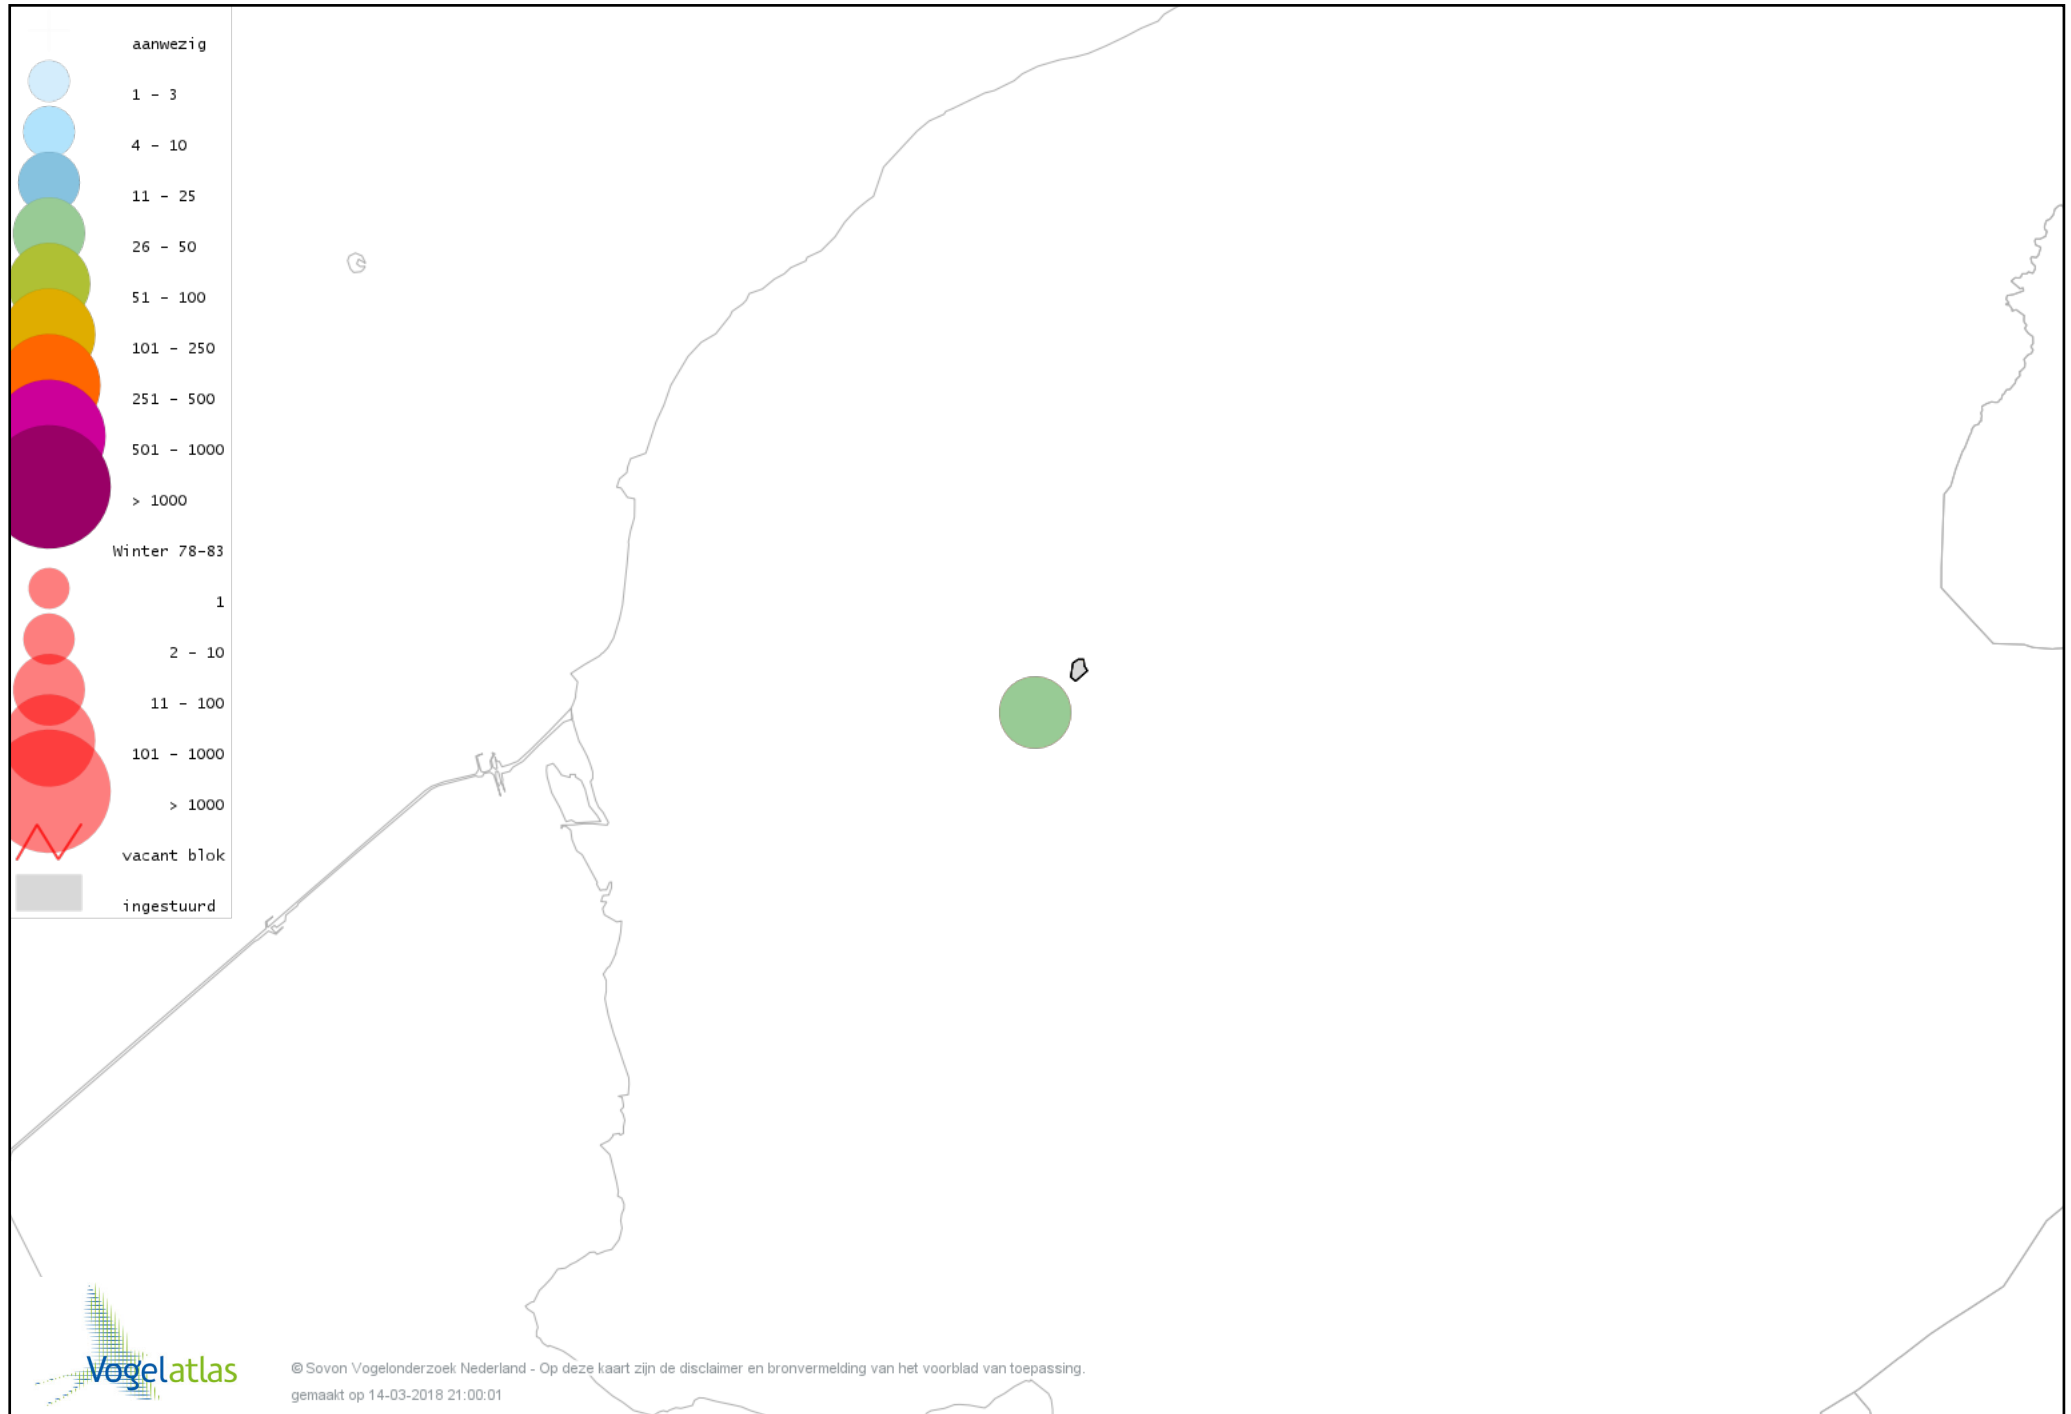 aanwezig
1 - 3
4 - 10
11 - 25
26 - 50
51 - 100
101 - 250
251 - 500
501 - 1000
> 1000
Winter 78-83
1
2 - 10
11 - 100
101 - 1000
> 1000
vacant blok
ingestuurd
Vogelatlas
© Sovon Vogelonderzoek Nederland - Op deze kaart zijn de disclaimer en bronvermelding van het voorblad van toepassing.
gemaakt op 14-03-2018 21:00:01